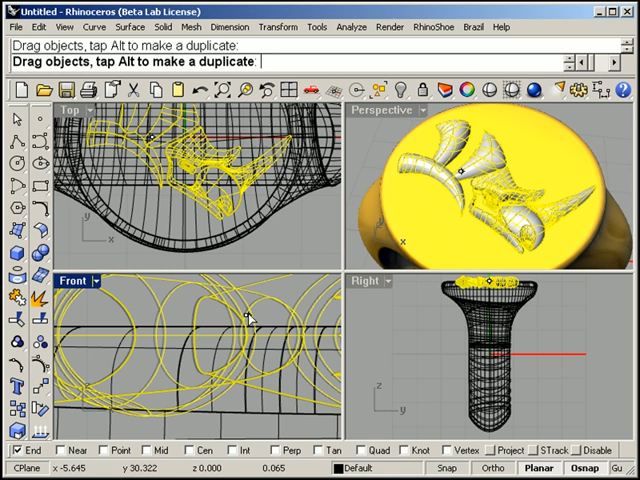 Untitled - Rhinoceros (Beta Lab License)
File Edit View Curve Surface Solid Mesh Dimension Transform Tools Analyze Render RhinoShoe Brazil Help
Drag objects, tap Alt to make a duplicate:
Drag objects, tap Alt to make a duplicate:
Top
Perspective
y
x
x
Front
Right
z
z
y
End Near Point Mid Cen Int Perp Tan Quad Knot Vertex Project STrack Disable
CPlane x -5.645 y 30.322 z 0.000 0.065 Default Snap Ortho Planar Osnap Gu